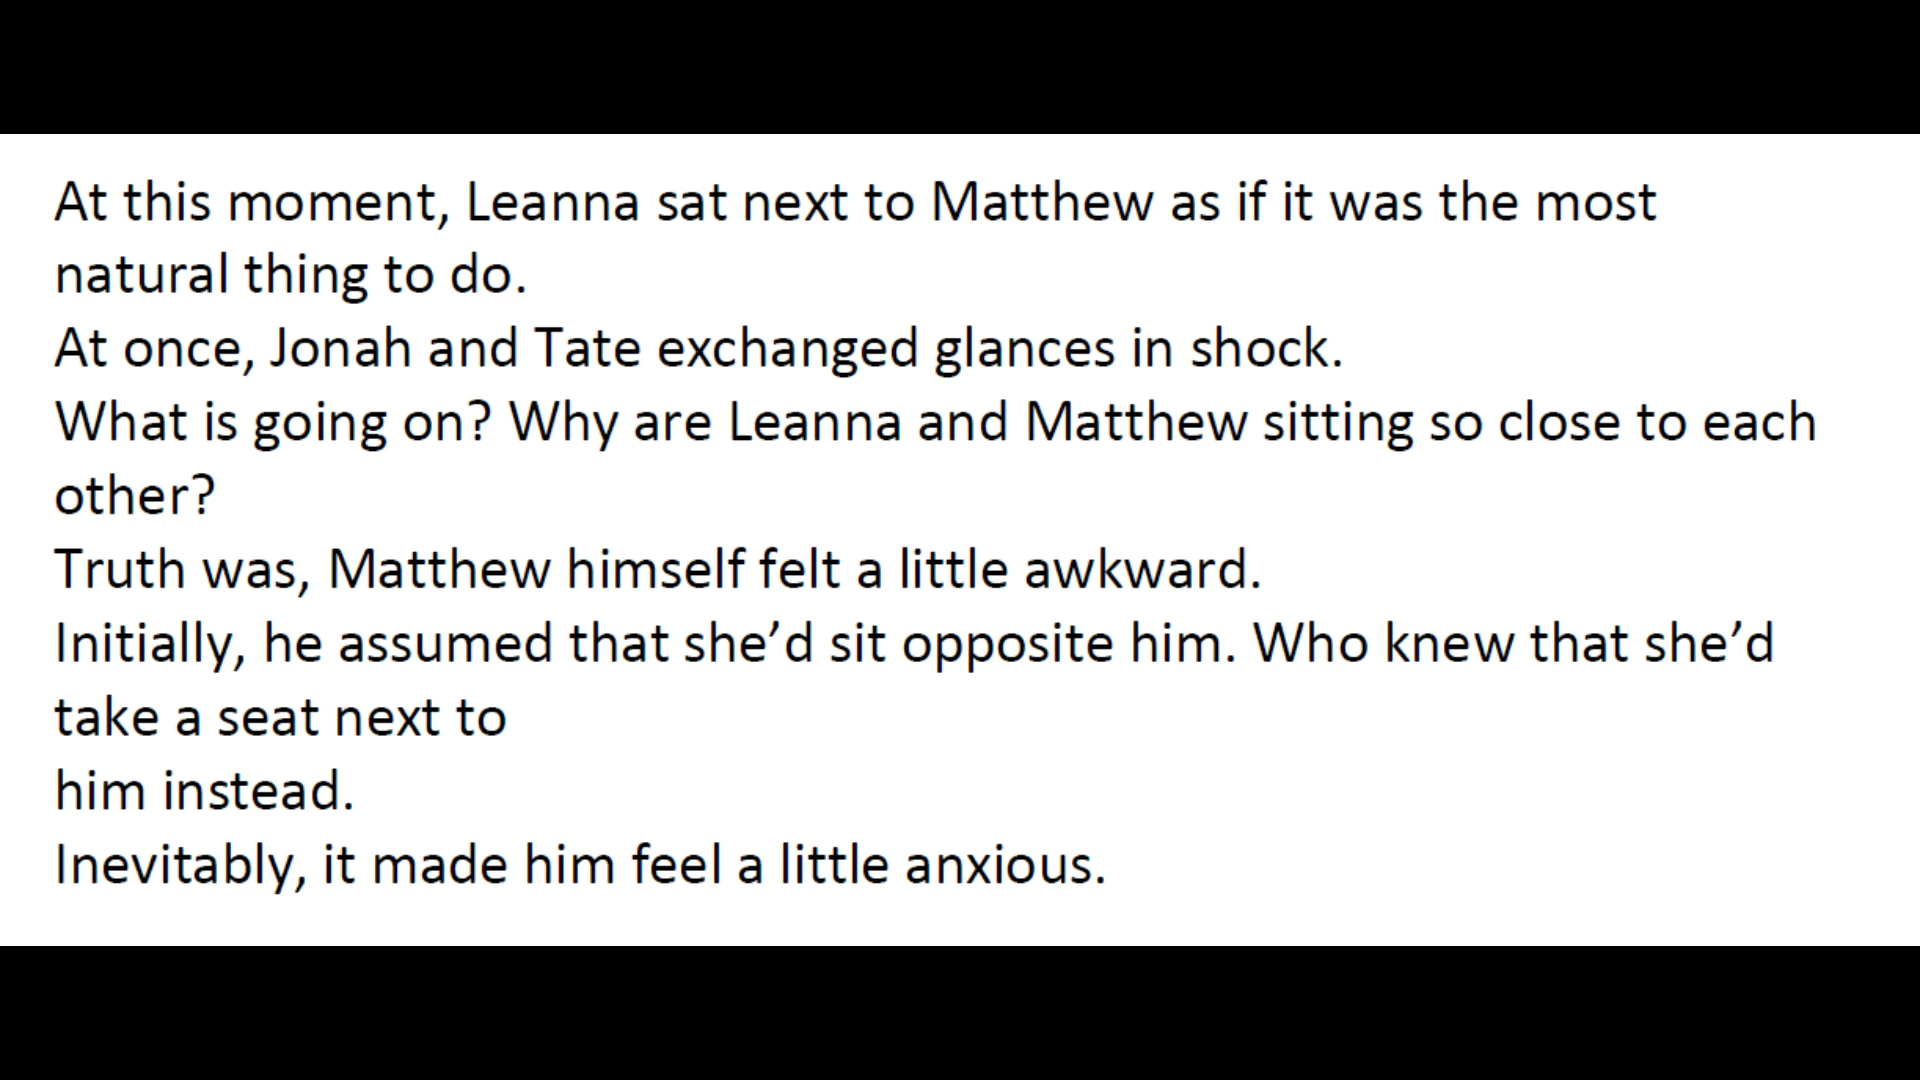 At this moment, Leanna sat next to Matthew as if it was the most
natural thing to do.
At once, Jonah and Tate exchanged glances in shock.
What is going on? Why are Leanna and Matthew sitting so close to each
other?
Truth was, Matthew himself felt a little awkward.
Initially, he assumed that she’d sit opposite him. Who knew that she’d
take a seat next to
him instead.
Inevitably, it made him feel a little anxious.